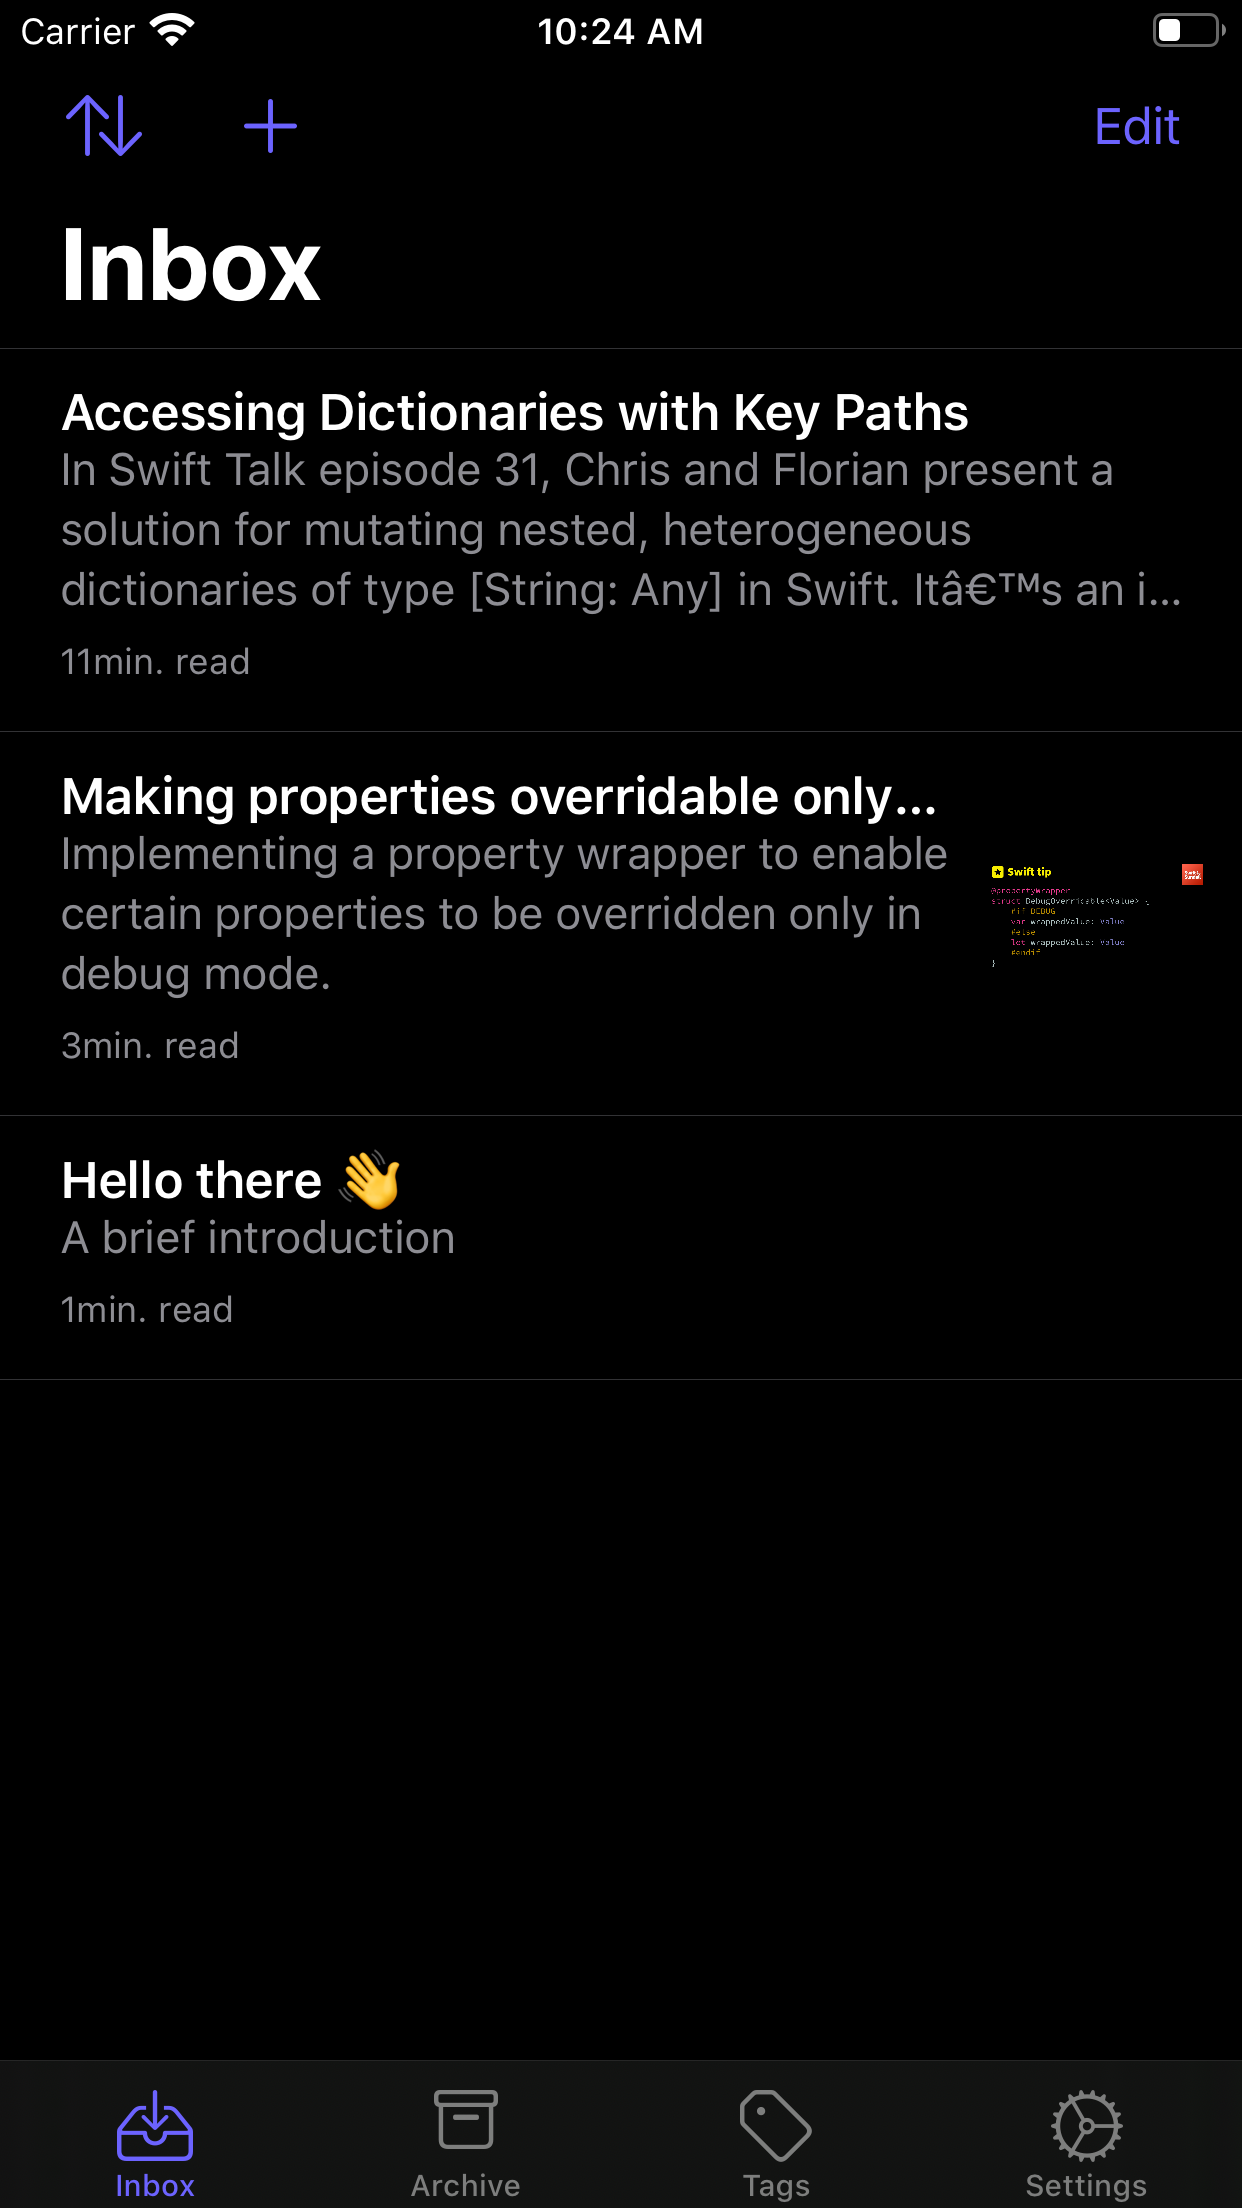 Carrier
10:24 AM
Edit
Inbox
Accessing Dictionaries with Key Paths
In Swift Talk episode 31, Chris and Florian present a
solution for mutating nested, heterogeneous
dictionaries of type [String: Any] in Swift. Itâ€™s an i...
11min. read
Making properties overridable only...
Implementing a property wrapper to enable
certain properties to be overridden only in
debug mode.
3min. read
Swift tip
@propertyWrapper
struct DebugOverridable<Value> {
#if DEBUG
var wrappedValue: Value
#else
let wrappedValue: Value
#endif
}
Hello there 👋
A brief introduction
1min. read
Inbox
Archive
Tags
Settings